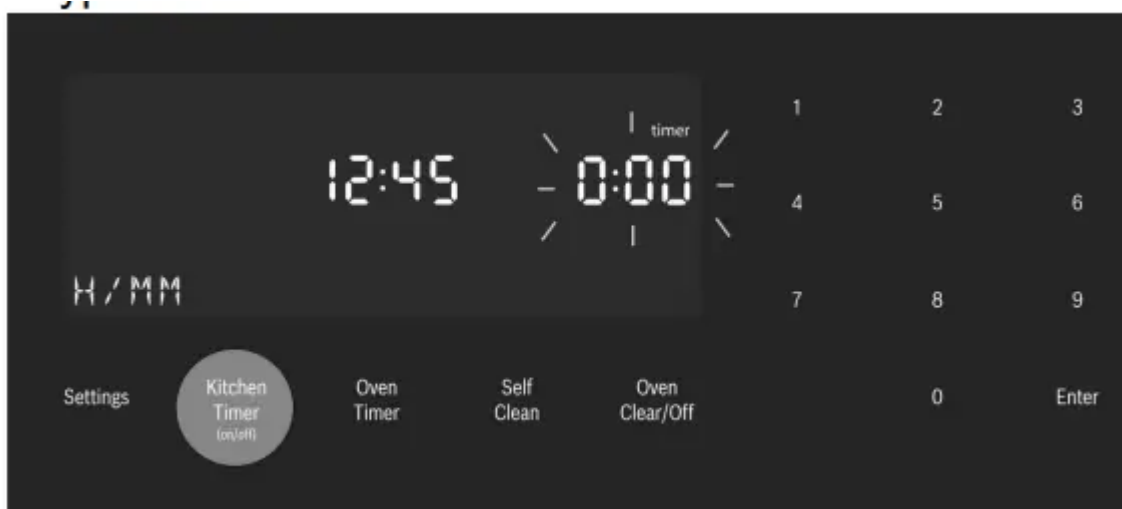 timer
12:45 0:00
H/MM
1 2 3
4 5 6
7 8 9
0 Enter
Settings
Kitchen
Timer
(on/off)
Oven
Timer
Self
Clean
Oven
Clear/Off